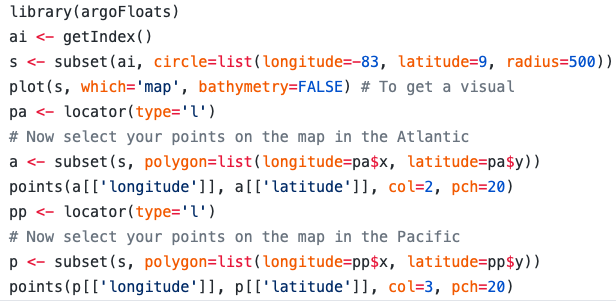 library(argoFloats)
ai <- getIndex()
s <- subset(ai, circle=list(longitude=-83, latitude=9, radius=500))
plot(s, which='map', bathymetry=FALSE) # To get a visual
pa <- locator(type='l')
# Now select your points on the map in the Atlantic
a <- subset(s, polygon=list(longitude=pa$x, latitude=pa$y))
points(a[['longitude']], a[['latitude']], col=2, pch=20)
pp <- locator(type='l')
# Now select your points on the map in the Pacific
p <- subset(s, polygon=list(longitude=pp$x, latitude=pp$y))
points(p[['longitude']], p[['latitude']], col=3, pch=20)